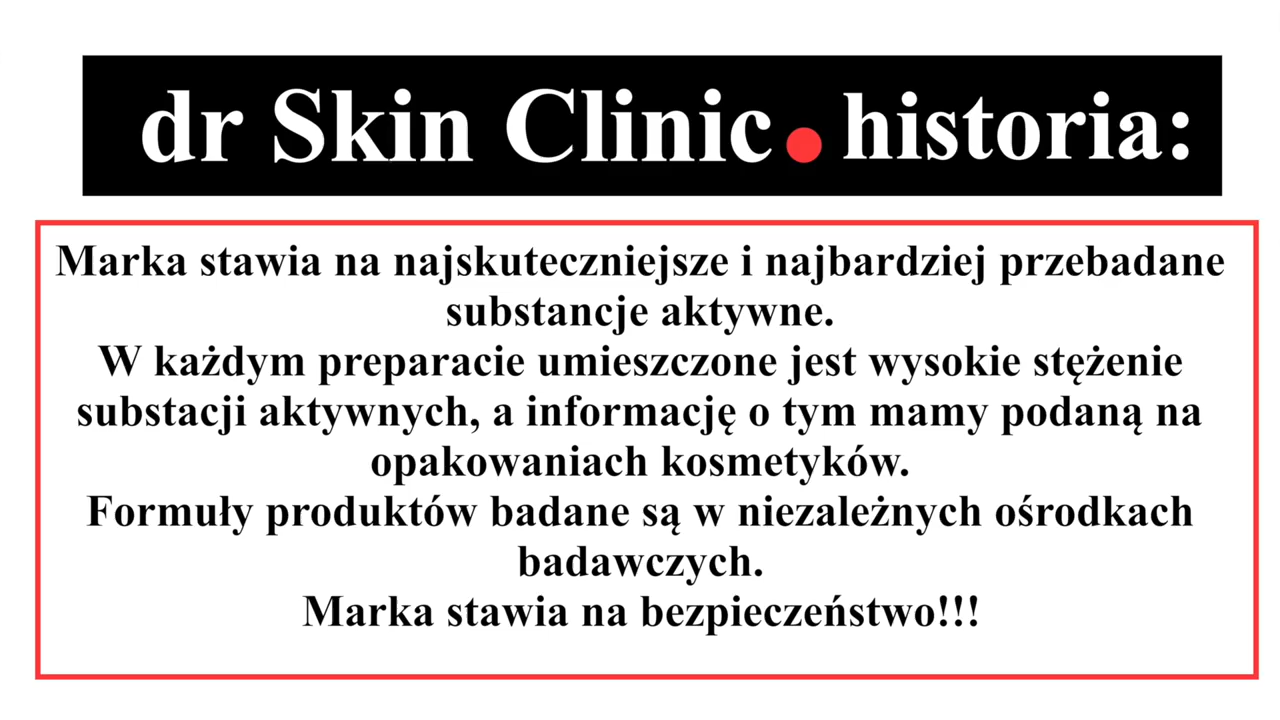 dr Skin Clinic. historia:
Marka stawia na najskuteczniejsze i najbardziej przebadane
substancje aktywne.
W każdym preparacie umieszczone jest wysokie stężenie
substacji aktywnych, a informację o tym mamy podaną na
opakowaniach kosmetyków.
Formuły produktów badane są w niezależnych ośrodkach
badawczych.
Marka stawia na bezpieczeństwo!!!